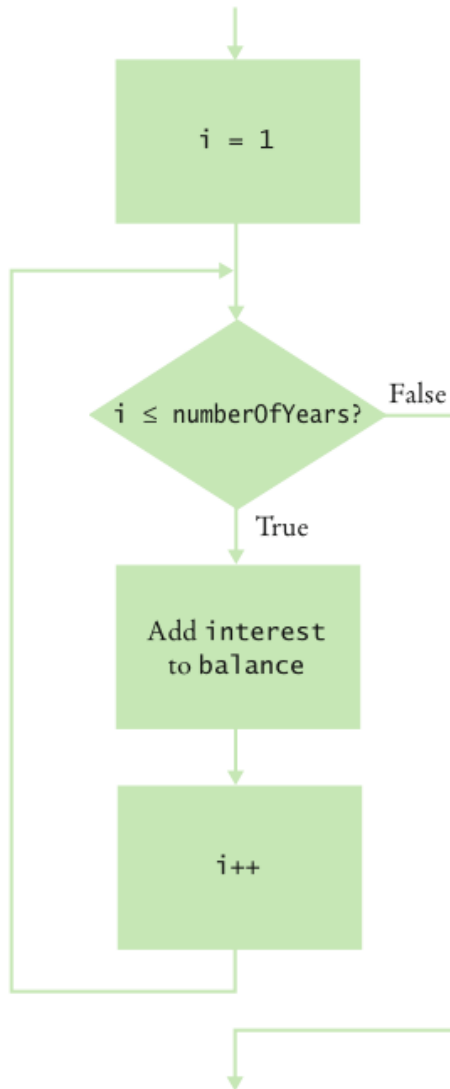 i = 1
i ≤ numberOfYears?
False
True
Add interest
to balance
i++